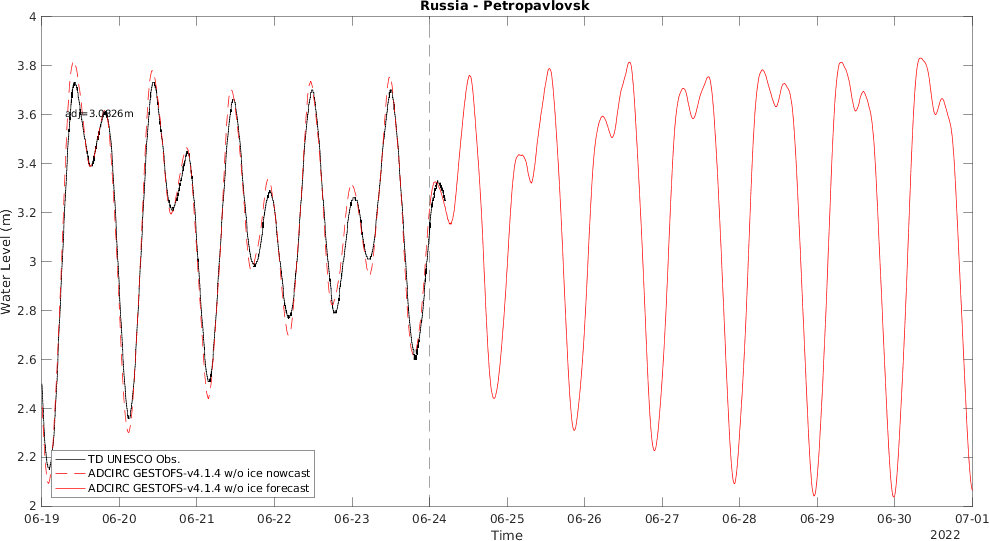 Russia - Petropavlovsk
Water Level (m)
4
3.8
3.6
3.4
3.2
3
2.8
2.6
2.4
2.2
2
adj=3.0826m
TD UNESCO Obs.
ADCIRC GESTOFS-v4.1.4 w/o ice nowcast
ADCIRC GESTOFS-v4.1.4 w/o ice forecast
06-19 06-20 06-21 06-22 06-23 06-24 06-25 06-26 06-27 06-28 06-29 06-30 07-01
Time
2022